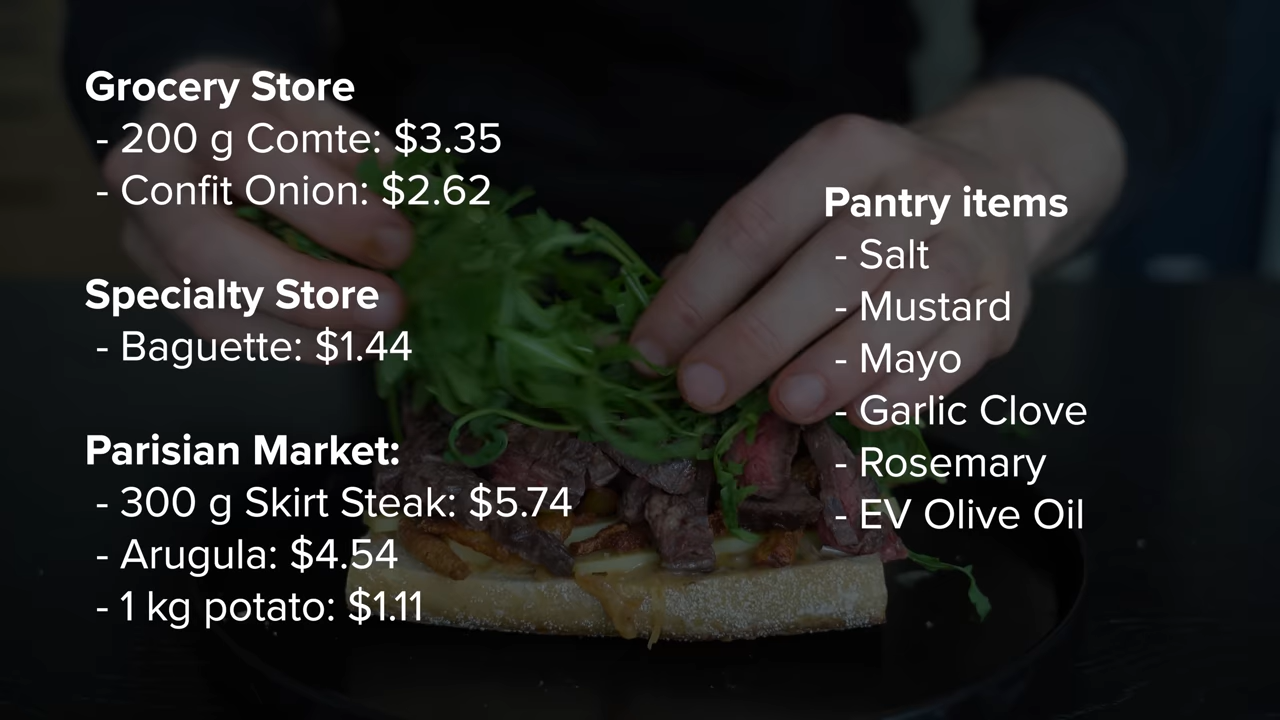 Grocery Store
- 200 g Comte: $3.35
- Confit Onion: $2.62
Specialty Store
- Baguette: $1.44
Parisian Market:
- 300 g Skirt Steak: $5.74
- Arugula: $4.54
- 1 kg potato: $1.11
Pantry items
- Salt
- Mustard
- Mayo
- Garlic Clove
- Rosemary
- EV Olive Oil